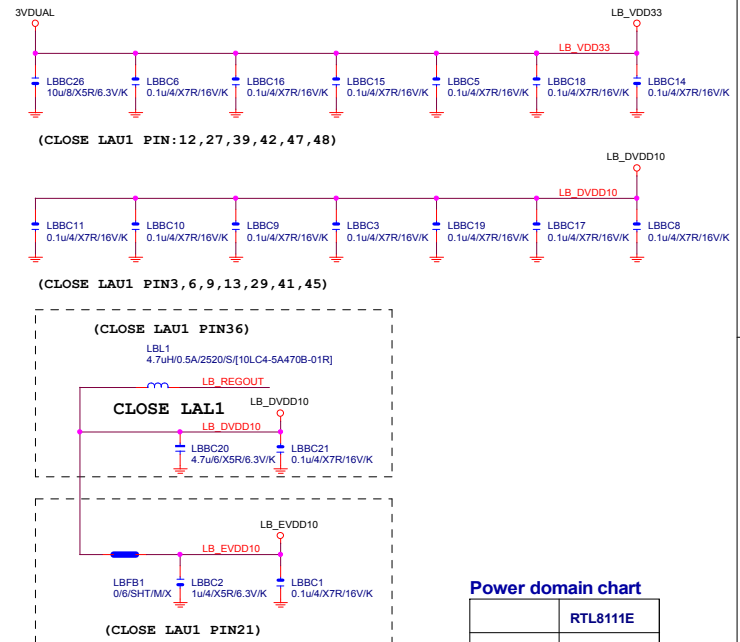 3VDUAL
LB_VDD33
LB_VDD33
LBBC26
10u/8/X5R/6.3V/K
LBBC6
0.1u/4/X7R/16V/K
LBBC16
0.1u/4/X7R/16V/K
LBBC15
0.1u/4/X7R/16V/K
LBBC5
0.1u/4/X7R/16V/K
LBBC18
0.1u/4/X7R/16V/K
LBBC14
0.1u/4/X7R/16V/K
(CLOSE LAU1 PIN:12,27,39,42,47,48)
LB_DVDD10
LB_DVDD10
LBBC11
0.1u/4/X7R/16V/K
LBBC10
0.1u/4/X7R/16V/K
LBBC9
0.1u/4/X7R/16V/K
LBBC3
0.1u/4/X7R/16V/K
LBBC19
0.1u/4/X7R/16V/K
LBBC17
0.1u/4/X7R/16V/K
LBBC8
0.1u/4/X7R/16V/K
(CLOSE LAU1 PIN3,6,9,13,29,41,45)
(CLOSE LAU1 PIN36)
LBL1
4.7uH/0.5A/2520/S/[10LC4-5A470B-01R]
LB_REGOUT
CLOSE LAL1
LB_DVDD10
LB_DVDD10
LBBC20
4.7u/6/X5R/6.3V/K
LBBC21
0.1u/4/X7R/16V/K
LB_EVDD10
LB_EVDD10
LBFB1
0/6/SHT/M/X
LBBC2
1u/4/X5R/6.3V/K
LBBC1
0.1u/4/X7R/16V/K
(CLOSE LAU1 PIN21)
Power domain chart
RTL8111E